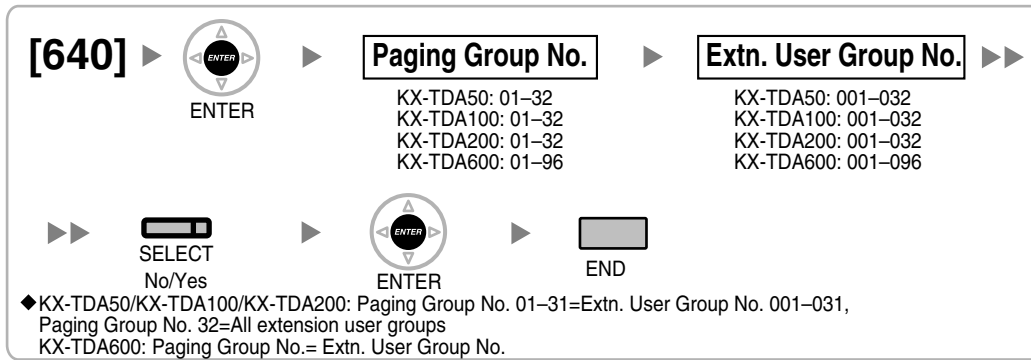 [640] ENTER Paging Group No. Extn. User Group No.
ENTER
KX-TDA50: 01–32 KX-TDA50: 001–032
KX-TDA100: 01–32 KX-TDA100: 001–032
KX-TDA200: 01–32 KX-TDA200: 001–032
KX-TDA600: 01–96 KX-TDA600: 001–096
ENTER
SELECT END
No/Yes ENTER
◆KX-TDA50/KX-TDA100/KX-TDA200: Paging Group No. 01–31=Extn. User Group No. 001–031,
Paging Group No. 32=All extension user groups
KX-TDA600: Paging Group No.= Extn. User Group No.